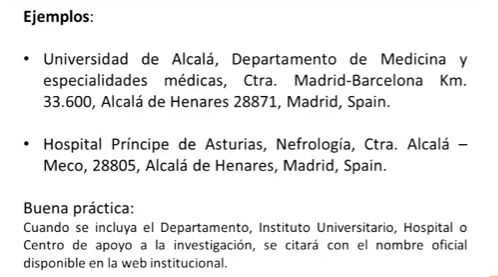 Ejemplos:
• Universidad de Alcalá, Departamento de Medicina y
especialidades médicas, Ctra. Madrid-Barcelona Km.
33.600, Alcalá de Henares 28871, Madrid, Spain.
• Hospital Príncipe de Asturias, Nefrología, Ctra. Alcalá –
Meco, 28805, Alcalá de Henares, Madrid, Spain.
Buena práctica:
Cuando se incluya el Departamento, Instituto Universitario, Hospital o
Centro de apoyo a la investigación, se citará con el nombre oficial
disponible en la web institucional.